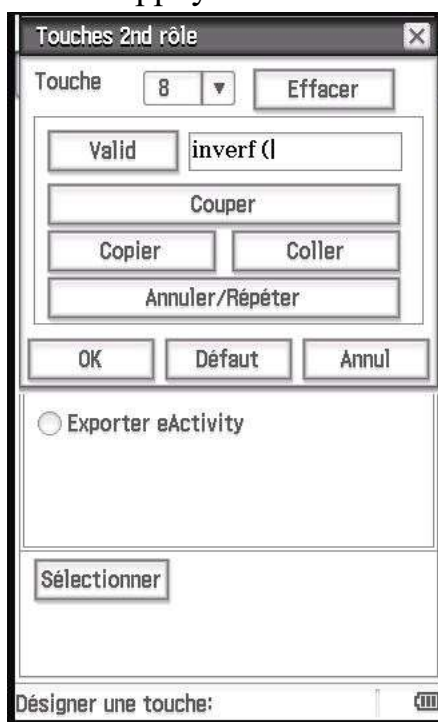 Touches 2nd rôle
Touche 8 Effacer
Valid inverf (
Couper
Copier Coller
Annuler/Répéter
OK Défaut Annul
Exporter eActivity
Sélectionner
Désigner une touche: